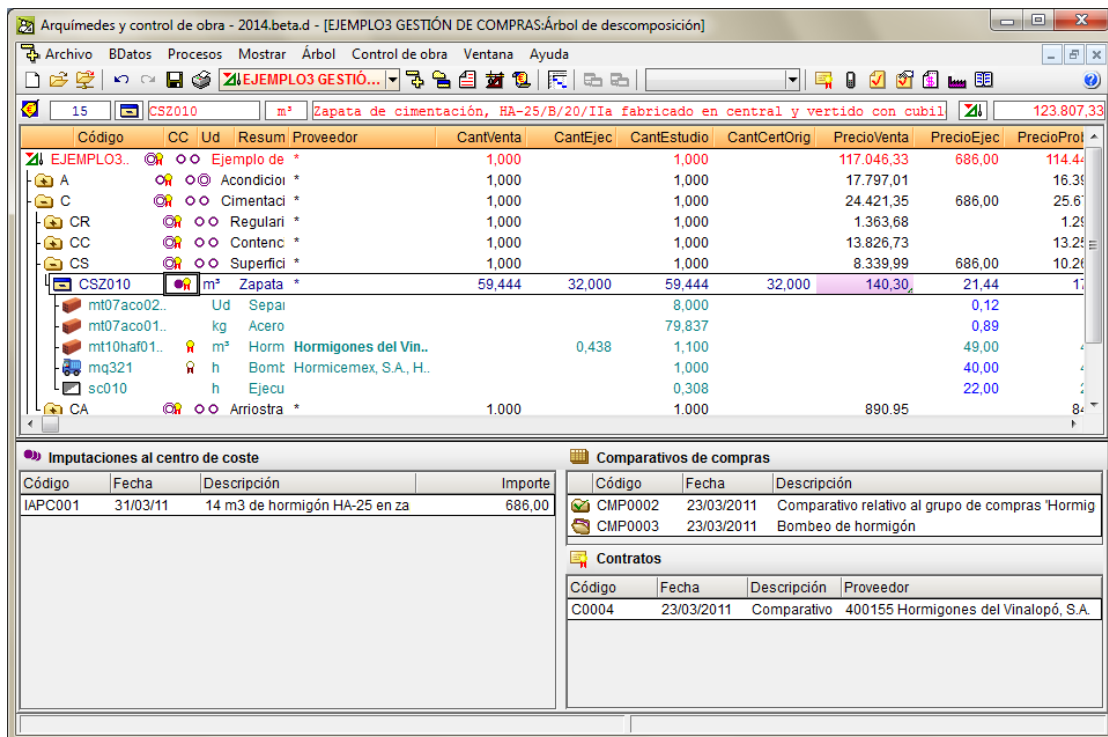 Arquímedes y control de obra - 2014.beta.d - [EJEMPLO3 GESTIÓN DE COMPRAS:Árbol de descomposición]
Archivo BDatos Procesos Mostrar Árbol Control de obra Ventana Ayuda
EJEMPLO3 GESTIÓ...
15 CSZ010 m³ Zapata de cimentación, HA-25/B/20/IIa fabricado en central y vertido con cubil 123.807,33
Código CC Ud Resum Proveedor CantVenta CantEjec CantEstudio CantCertOrig PrecioVenta PrecioEjec PrecioProl
EJEMPLO3.. Ejemplo de * 1,000 1,000 117.046,33 686,00 114.44
A Acondicio * 1,000 1,000 17.797,01 16.39
C Cimentaci * 1,000 1,000 24.421,35 686,00 25.67
CR Regulari * 1,000 1,000 1.363,68 1.29
CC Contenc * 1,000 1,000 13.826,73 13.25
CS Superfici * 1,000 1,000 8.339,99 686,00 10.26
CSZ010 m³ Zapata * 59,444 32,000 59,444 32,000 140,30 21,44 17
mt07aco02.. Ud Sepai 8,000 0,12
mt07aco01.. kg Acero 79,837 0,89
mt10haf01.. m³ Horm Hormigones del Vin.. 0,438 1,100 49,00
mq321 h Bomb Hormicemex, S.A., H.. 1,000 40,00
sc010 h Ejecu 0,308 22,00
CA Arriostra * 1.000 1.000 890.95 84
Imputaciones al centro de coste
Código Fecha Descripción Importe
IAPC001 31/03/11 14 m3 de hormigón HA-25 en za 686,00
Comparativos de compras
Código Fecha Descripción
CMP0002 23/03/2011 Comparativo relativo al grupo de compras 'Hormig
CMP0003 23/03/2011 Bombeo de hormigón
Contratos
Código Fecha Descripción Proveedor
C0004 23/03/2011 Comparativo 400155 Hormigones del Vinalopó, S.A.